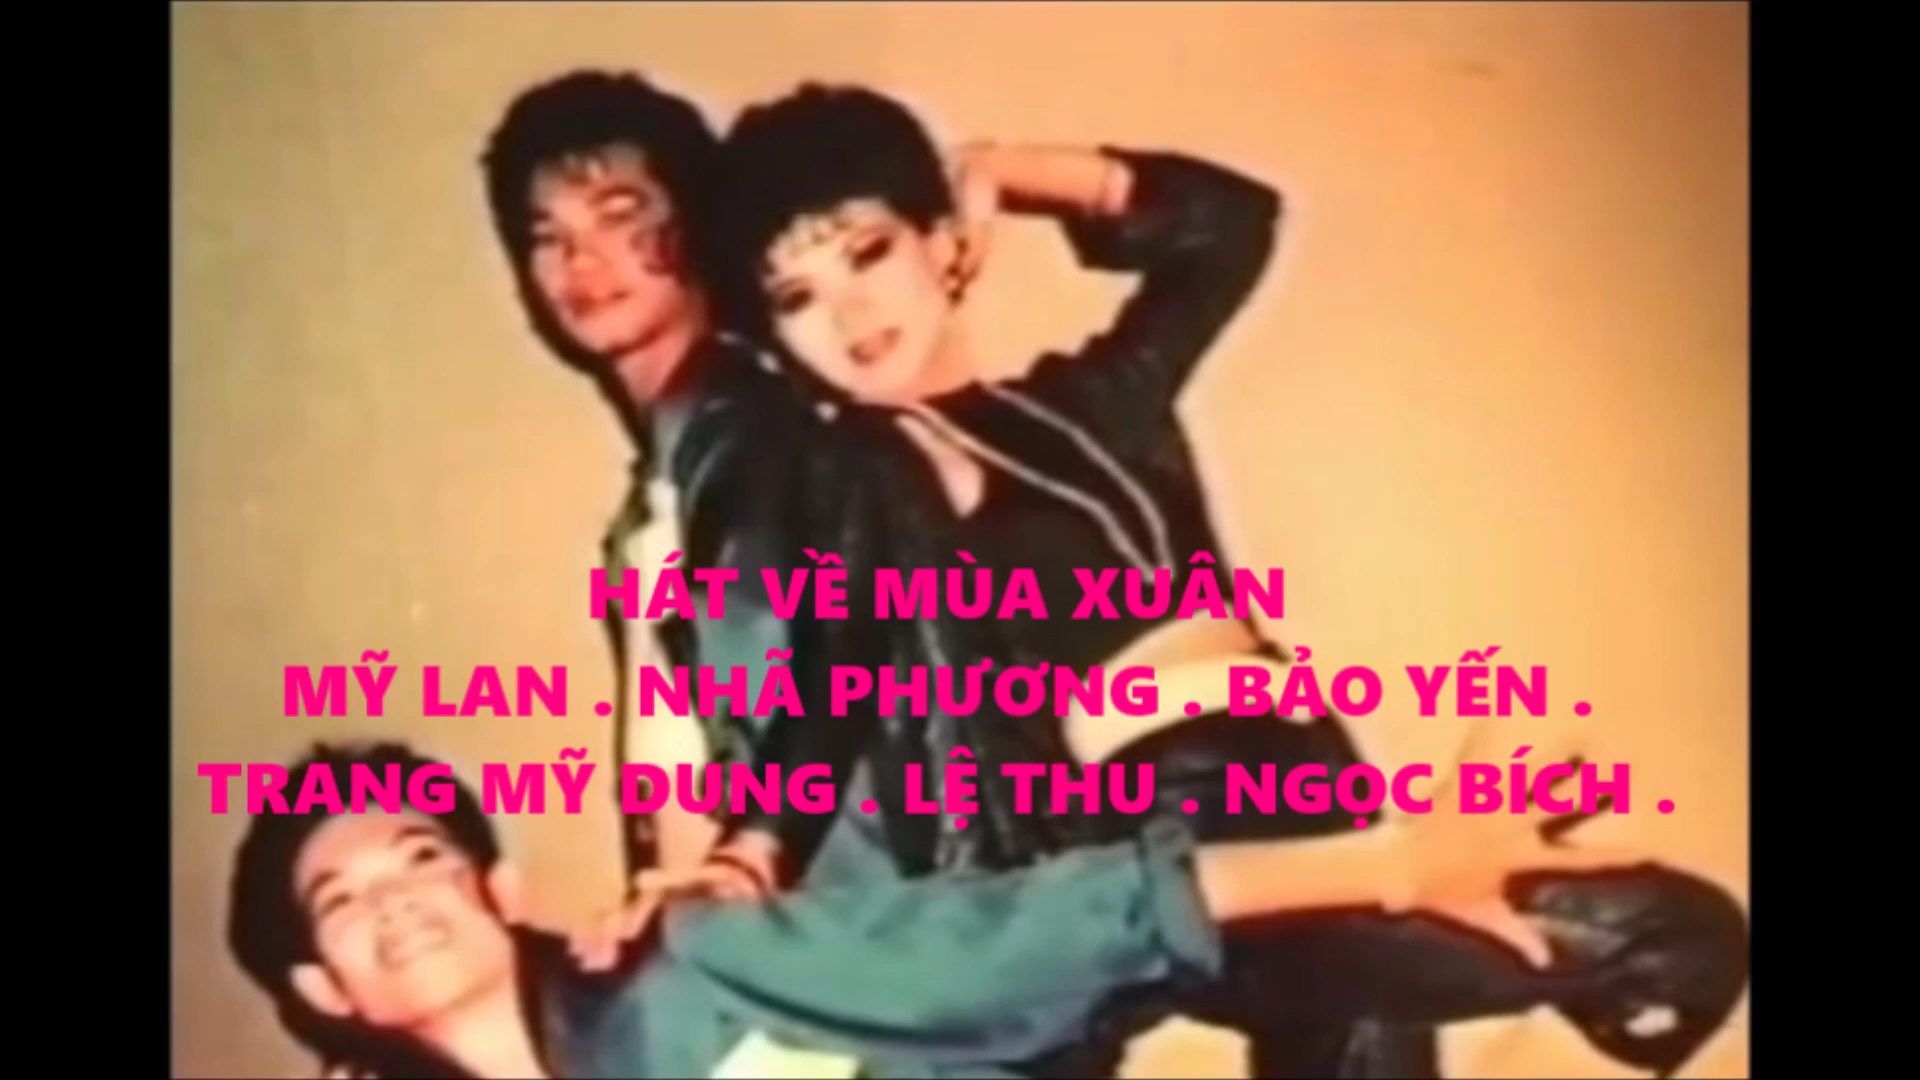 HÁT VỀ MÙA XUÂN
MỸ LAN . NHÃ PHƯƠNG . BẢO YẾN .
TRANG MỸ DUNG . LỆ THU . NGỌC BÍCH .